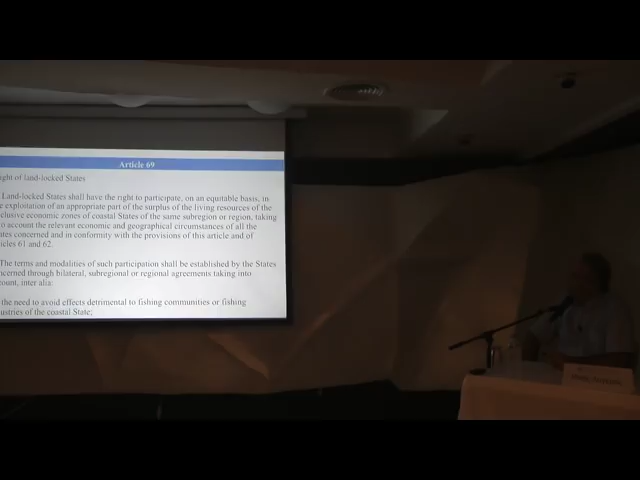 Article 69
ght of land-locked States
Land-locked States shall have the right to participate, on an equitable basis, in
e exploitation of an appropriate part of the surplus of the living resources of the
clusive economic zones of coastal States of the same subregion or region, taking
o account the relevant economic and geographical circumstances of all the
tes concerned and in conformity with the provisions of this article and of
icles 61 and 62.
The terms and modalities of such participation shall be established by the States
ncerned through bilateral, subregional or regional agreements taking into
ount, inter alia:
the need to avoid effects detrimental to fishing communities or fishing
ustries of the coastal State;